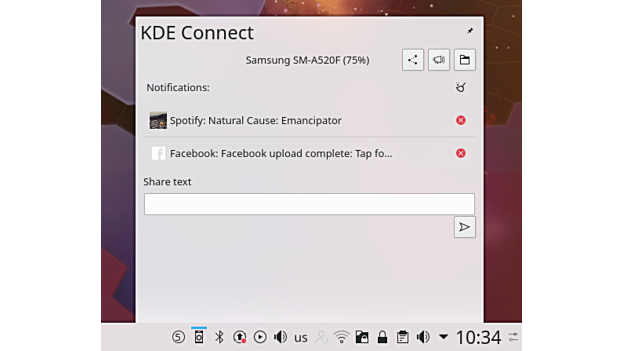 KDE Connect
Samsung SM-A520F (75%)
Notifications:
Spotify: Natural Cause: Emancipator
Facebook: Facebook upload complete: Tap fo...
Share text
5 us 10:34